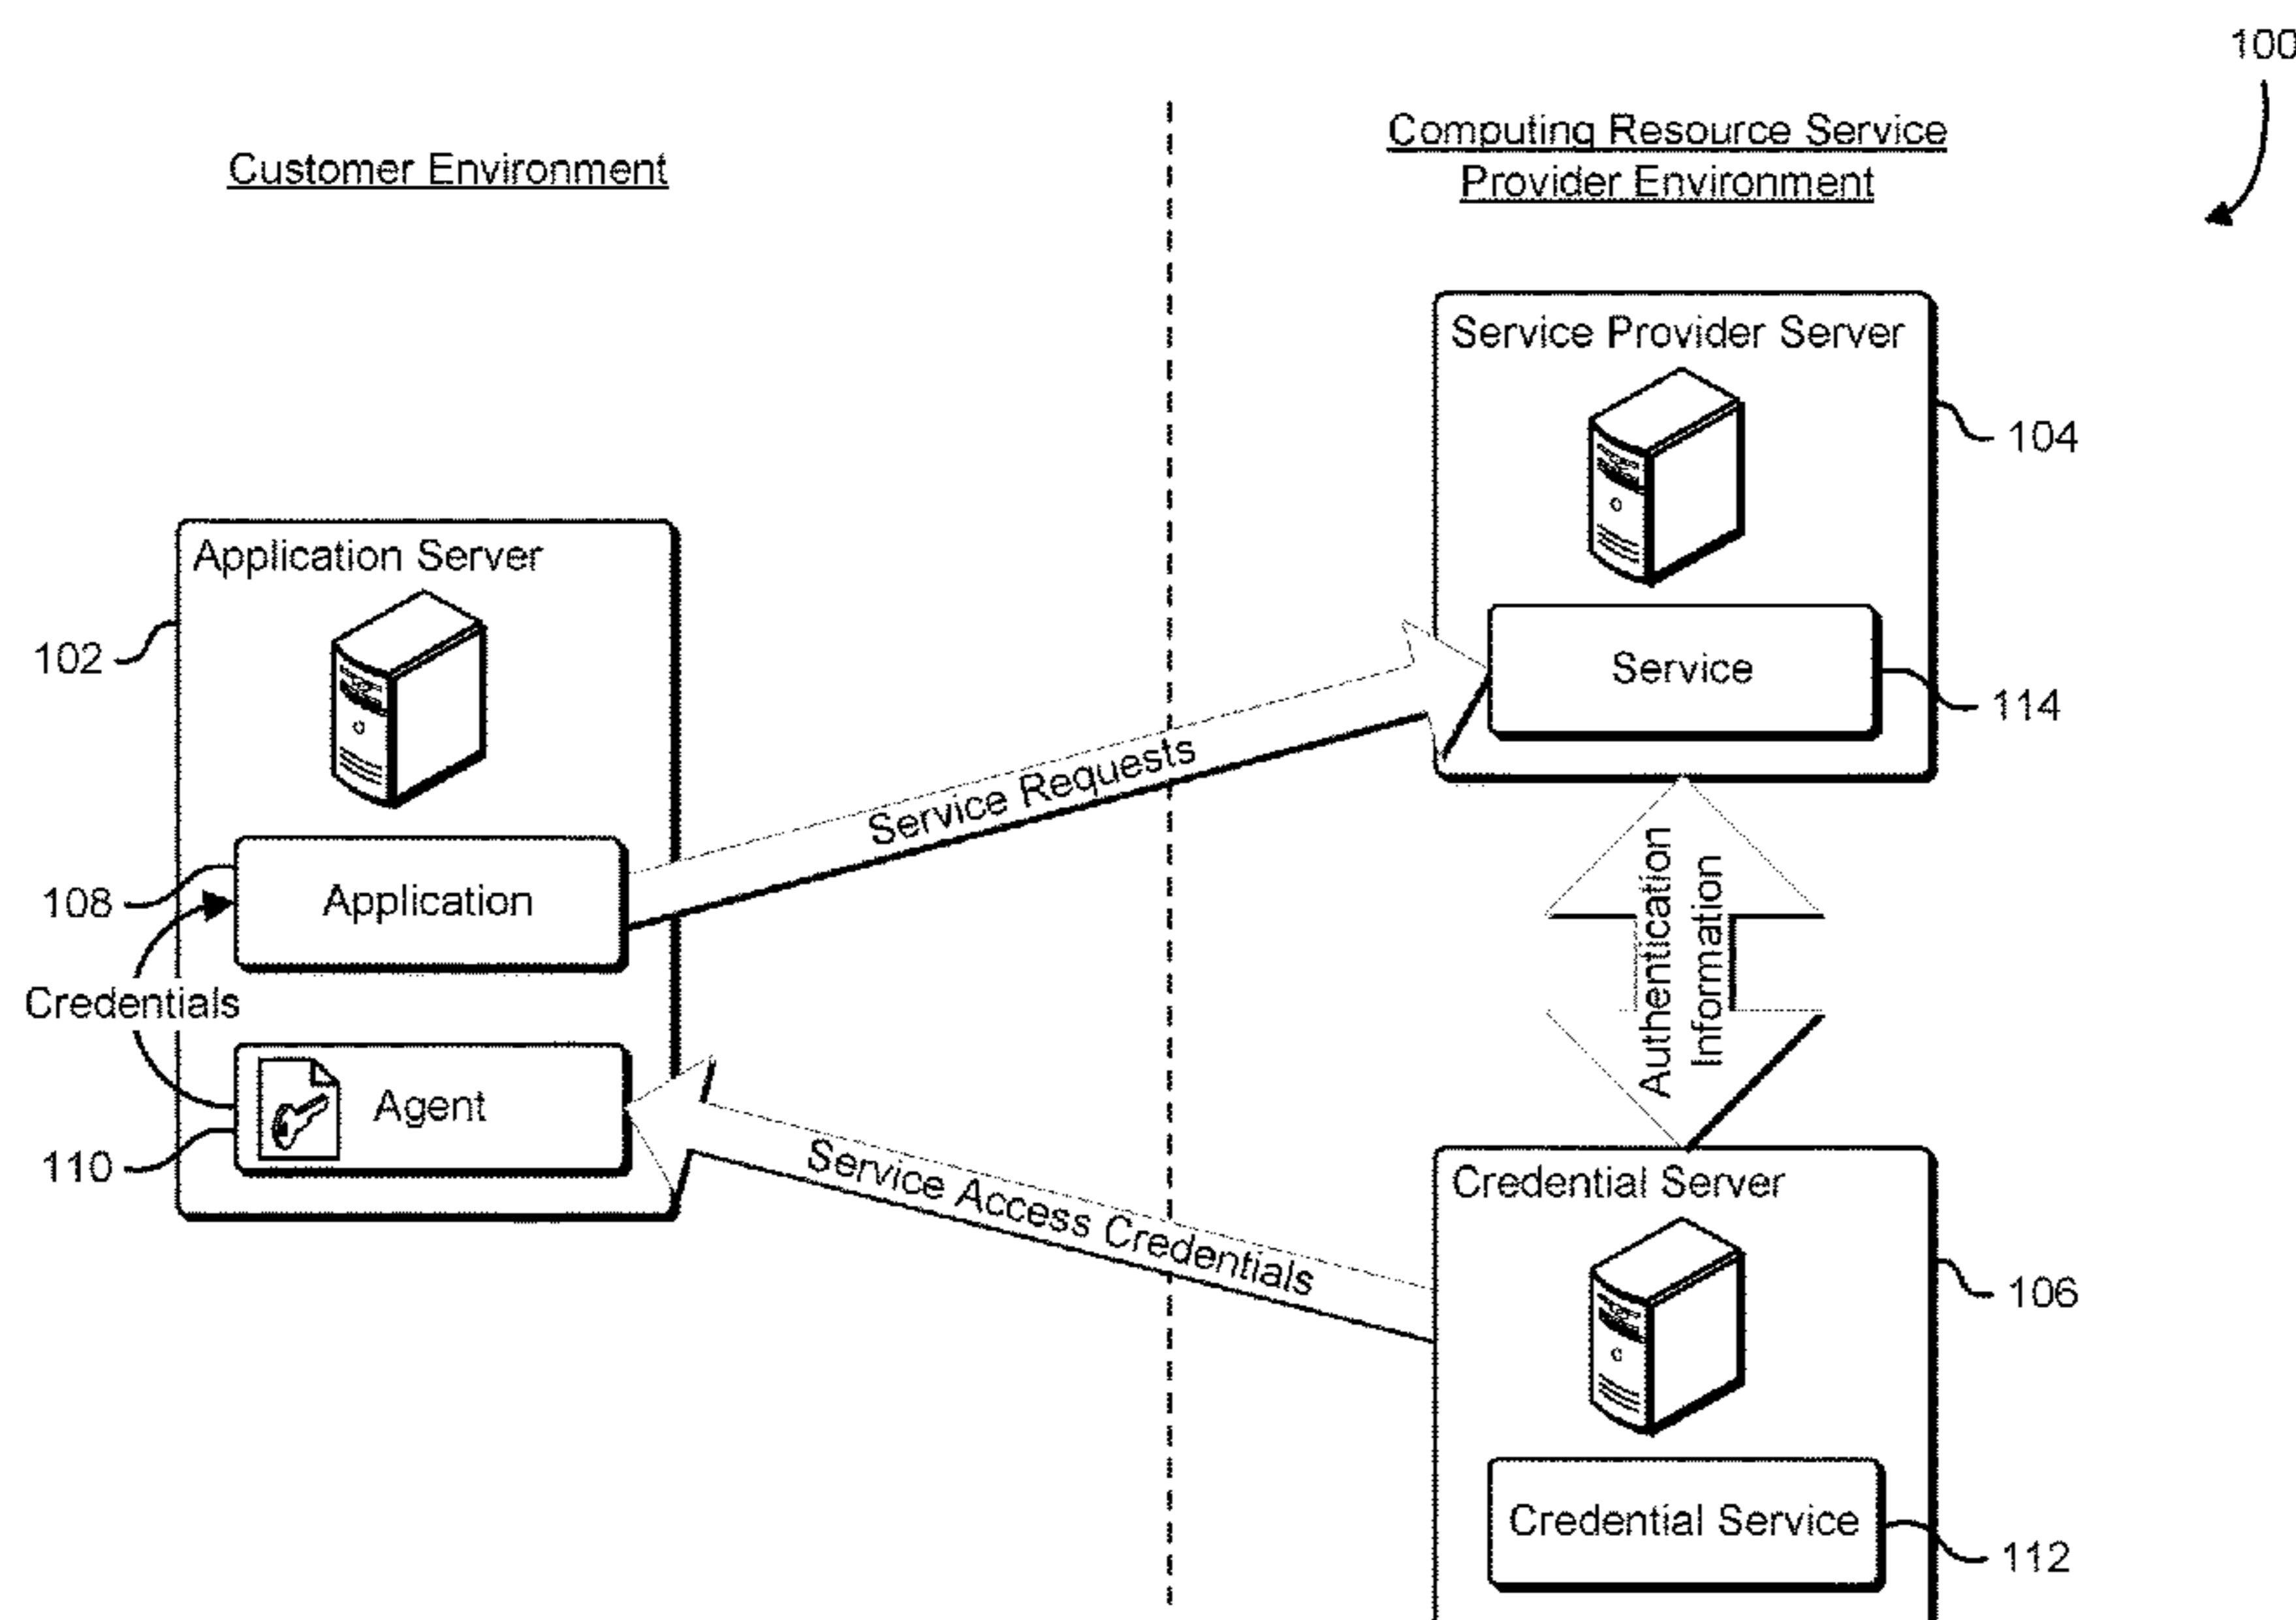 100
Customer Environment
Computing Resource Service
Provider Environment
Service Provider Server
104
Application Server
102
Service
114
Service Requests
108
Application
Authentication
Information
Credentials
Agent
110
Service Access Credentials
Credential Server
106
Credential Service
112